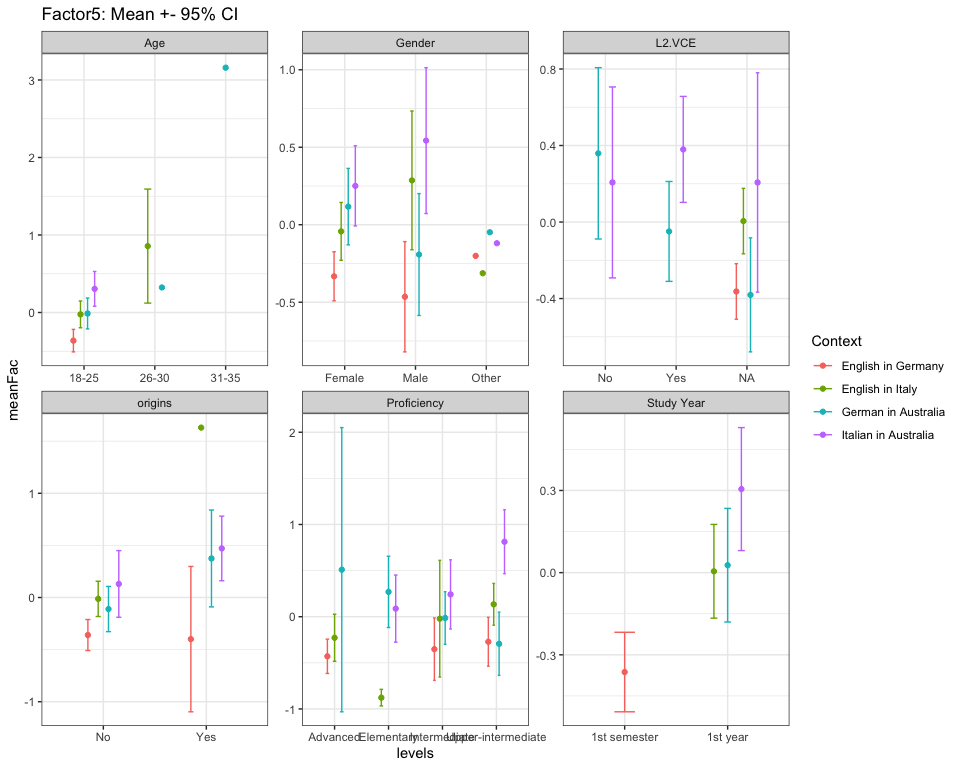 Factor5: Mean +- 95% CI
Age
Gender
L2.VCE
3
2
1
0
1.0
0.5
0.0
-0.5
0.8
0.4
0.0
-0.4
18-25 26-30 31-35
Female Male Other
No Yes NA
origins
Proficiency
Study Year
1
0
-1
2
1
0
-1
0.3
0.0
-0.3
No Yes
Advanced Elementary Intermediate Upper-intermediate
1st semester 1st year
meanFac
levels
Context
English in Germany
English in Italy
German in Australia
Italian in Australia